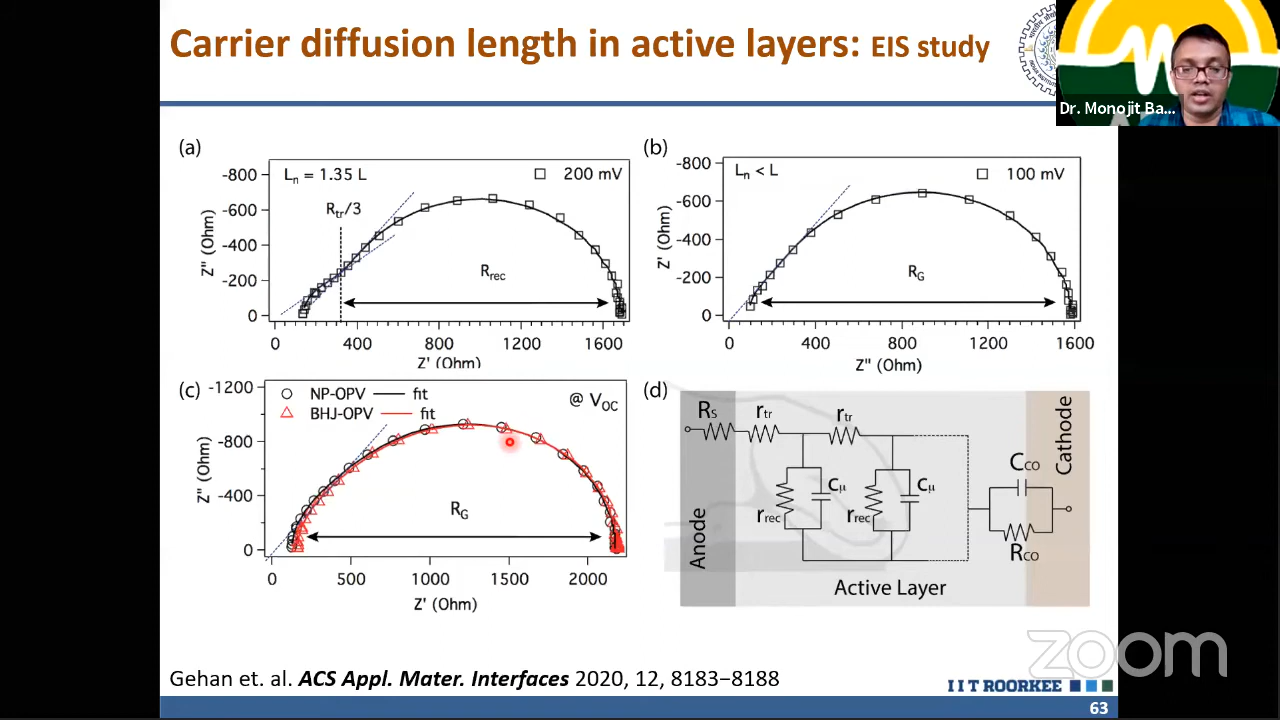 Carrier diffusion length in active layers: EIS study
Dr. Monojit Ba...
(a)
Lₙ = 1.35 L
200 mV
Rtr/3
Rrec
-800
-600
-400
-200
0
Z" (Ohm)
0 400 800 1200 1600
Z' (Ohm)
(b)
Lₙ < L
100 mV
RG
-800
-600
-400
-200
0
Z' (Ohm)
0 400 800 1200 1600
Z" (Ohm)
(c)
NP-OPV fit
BHJ-OPV fit
@ VOC
RG
-1200
-800
-400
0
Z" (Ohm)
0 500 1000 1500 2000
Z' (Ohm)
(d)
RS rtr rtr
Cμ Cμ
rrec rrec
CCO
RCO
Anode
Cathode
Active Layer
zoom
Gehan et. al. ACS Appl. Mater. Interfaces 2020, 12, 8183−8188
I I T ROORKEE
63